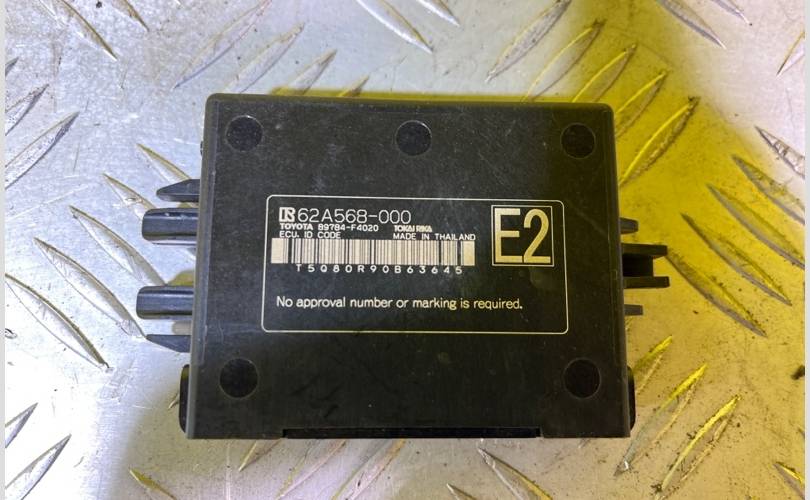 62A568-000
TOYOTA 89784-F4020 TOKAI RIKA
ECU, ID CODE MADE IN THAILAND
E2
T5080R90B63645
No approval number or marking is required.